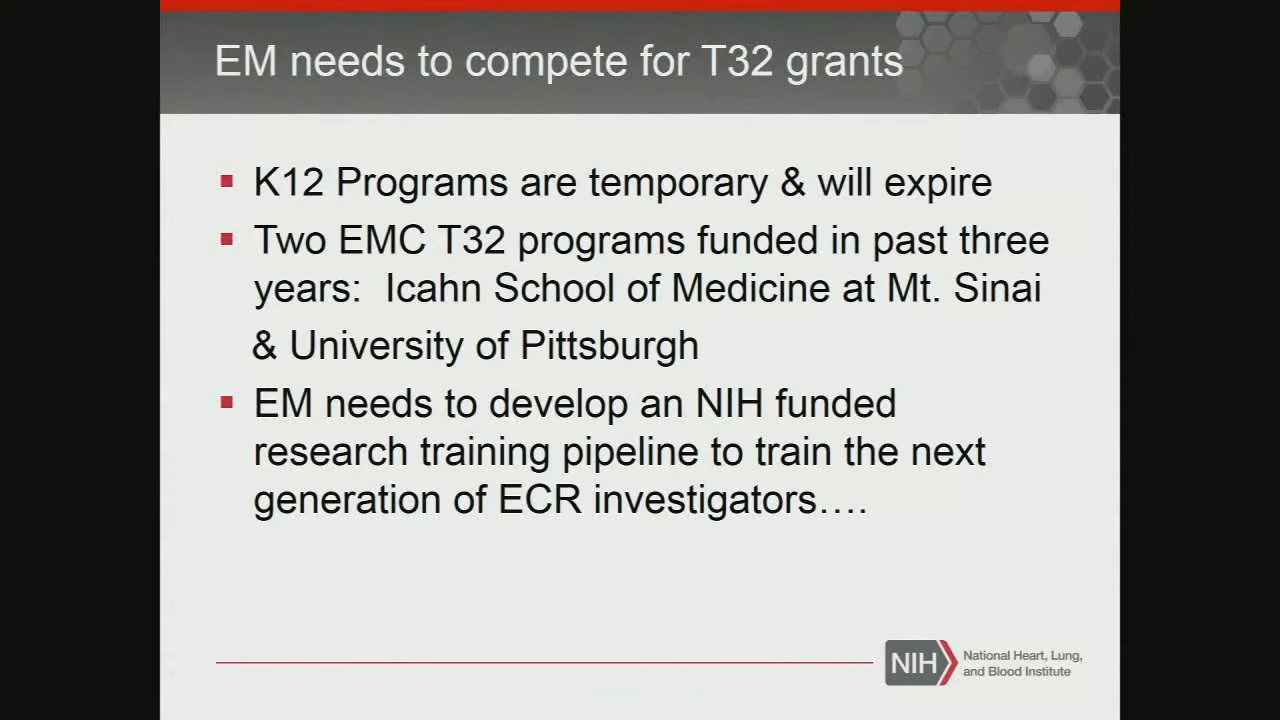 EM needs to compete for T32 grants
K12 Programs are temporary & will expire
Two EMC T32 programs funded in past three
years:  Icahn School of Medicine at Mt. Sinai
& University of Pittsburgh
EM needs to develop an NIH funded
research training pipeline to train the next
generation of ECR investigators….
NIH
National Heart, Lung,
and Blood Institute